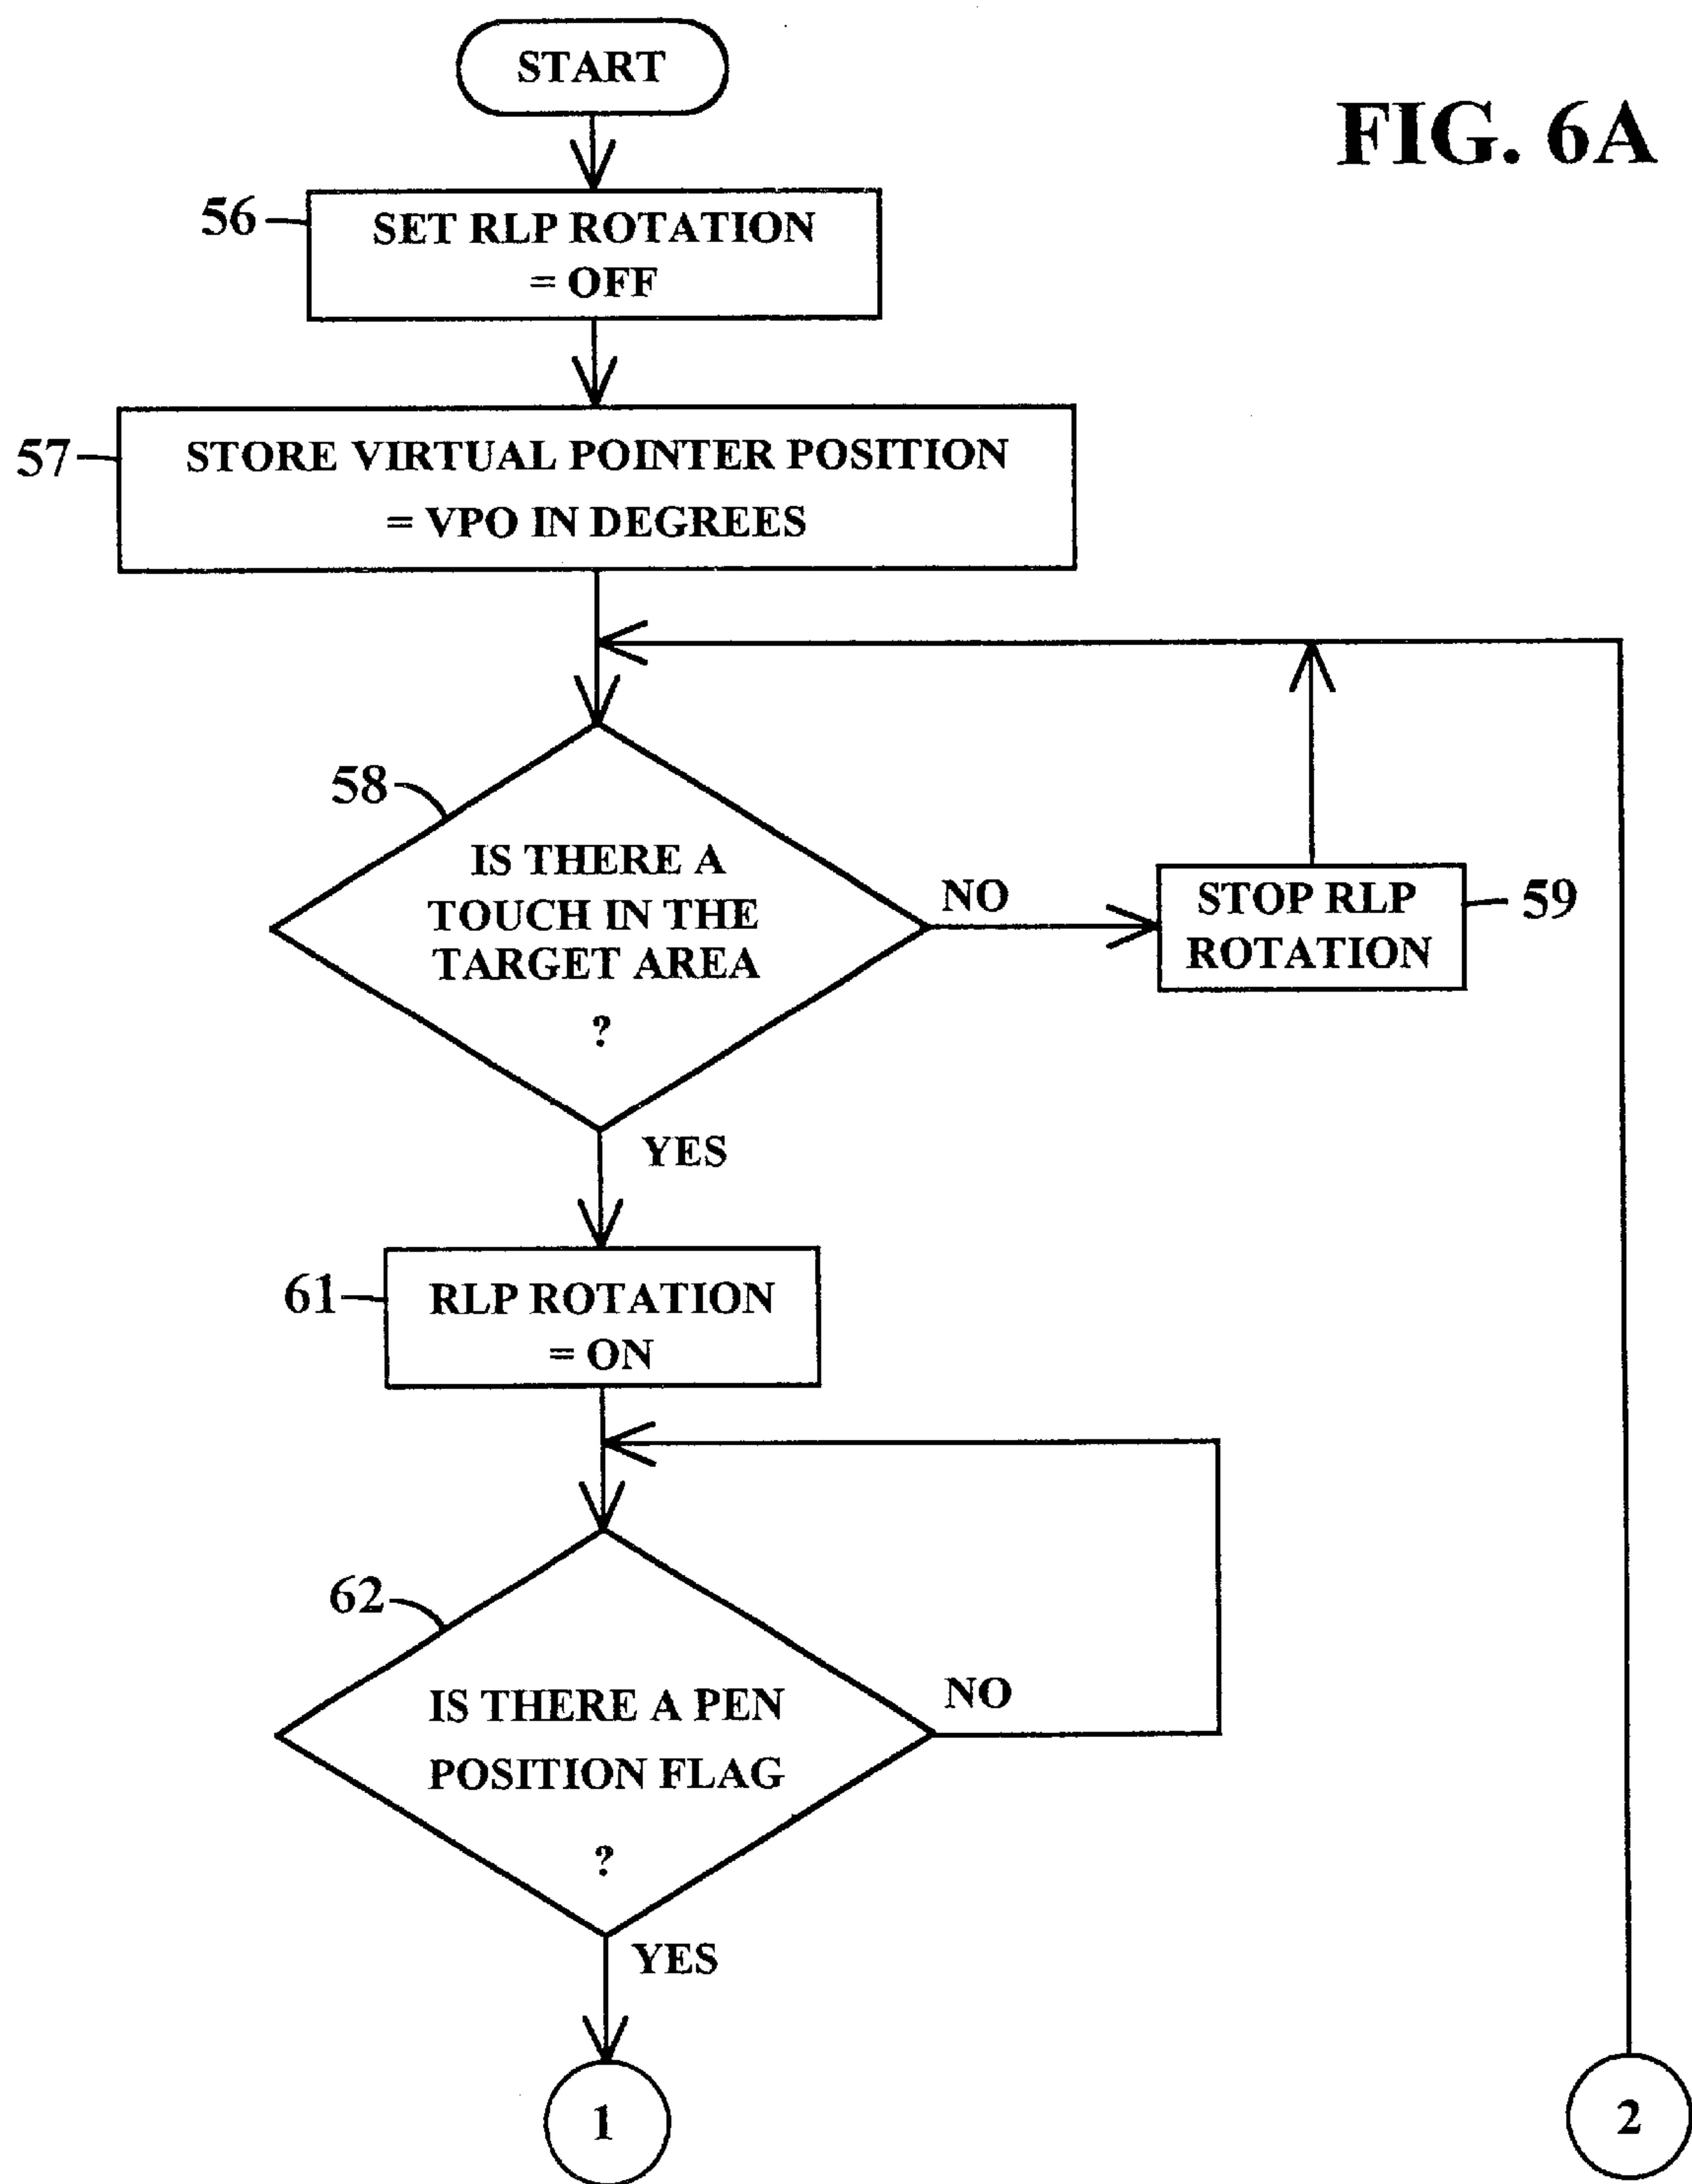 START
FIG. 6A
56
SET RLP ROTATION
= OFF
57
STORE VIRTUAL POINTER POSITION
= VPO IN DEGREES
58
IS THERE A
TOUCH IN THE
TARGET AREA
?
NO
STOP RLP
ROTATION
59
YES
61
RLP ROTATION
= ON
62
IS THERE A PEN
POSITION FLAG
?
NO
YES
1
2